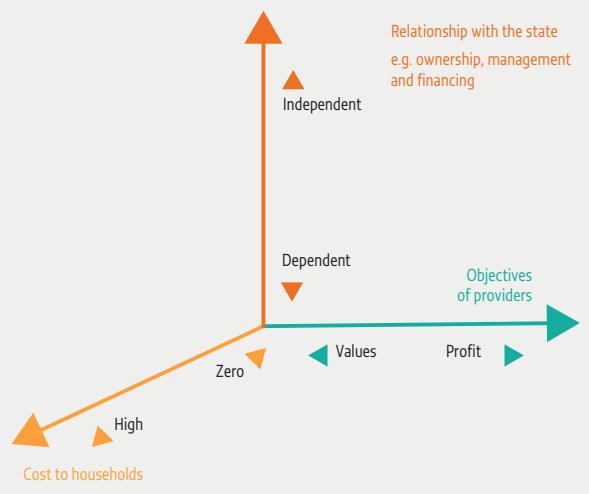 Relationship with the state
e.g. ownership, management
and financing
Independent
Dependent
Objectives
of providers
Values
Profit
Zero
High
Cost to households